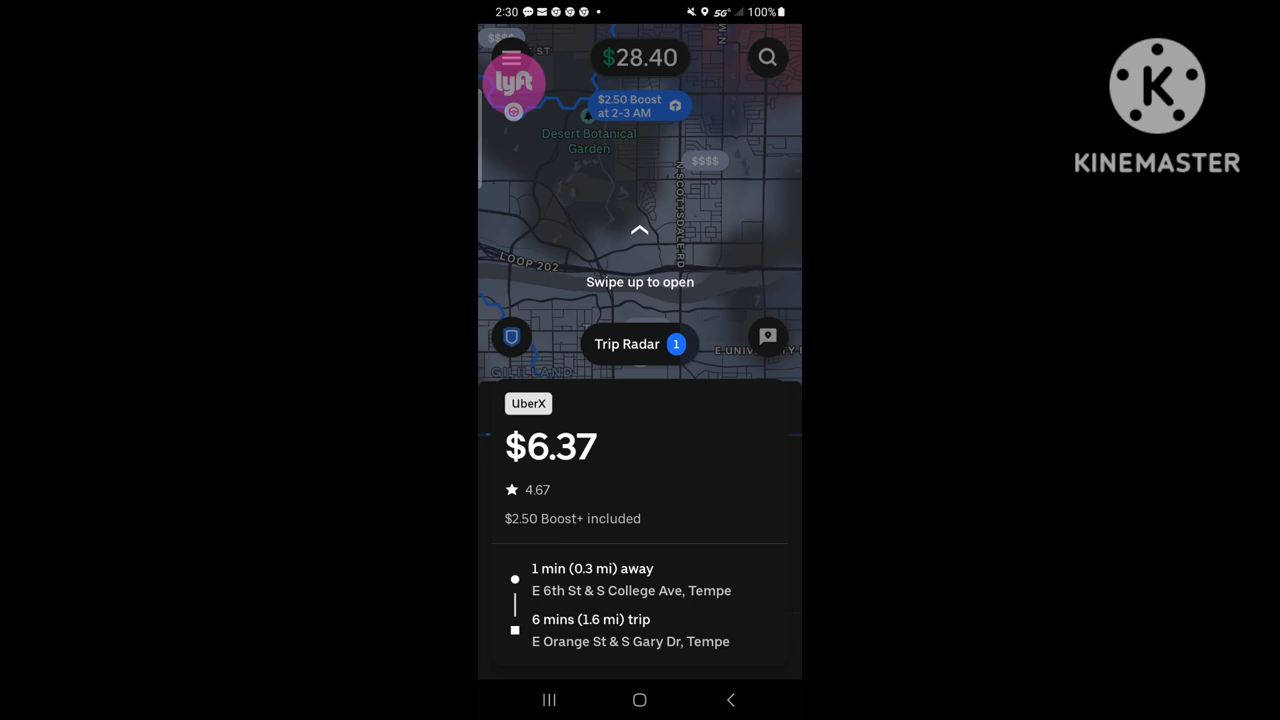 2:30
5G+
100%
$$$$
ST
N M
$28.40
lyft
$2.50 Boost
at 2-3 AM
Desert Botanical
Garden
$$$$
N SCOTTSDALE RD
LOOP 202
Swipe up to open
Trip Radar 1
E UNIVERSITY D
GILILLAND
UberX
$6.37
4.67
$2.50 Boost+ included
1 min (0.3 mi) away
E 6th St & S College Ave, Tempe
6 mins (1.6 mi) trip
E Orange St & S Gary Dr, Tempe
K
KINEMASTER